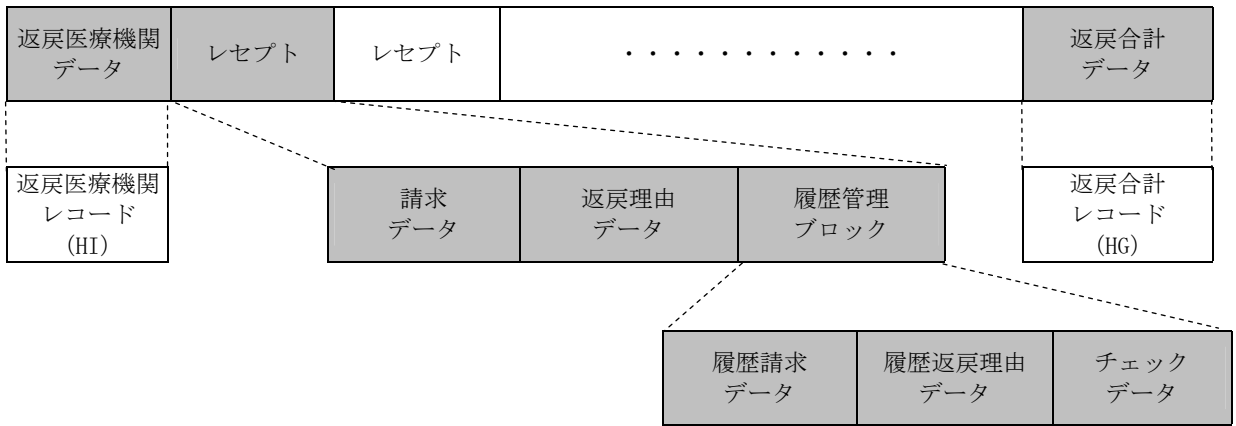 返戻医療機関
データ
レセプト
レセプト
・・・・・・・・・・・・
返戻合計
データ
返戻医療機関
レコード
(HI)
請求
データ
返戻理由
データ
履歴管理
ブロック
返戻合計
レコード
(HG)
履歴請求
データ
履歴返戻理由
データ
チェック
データ